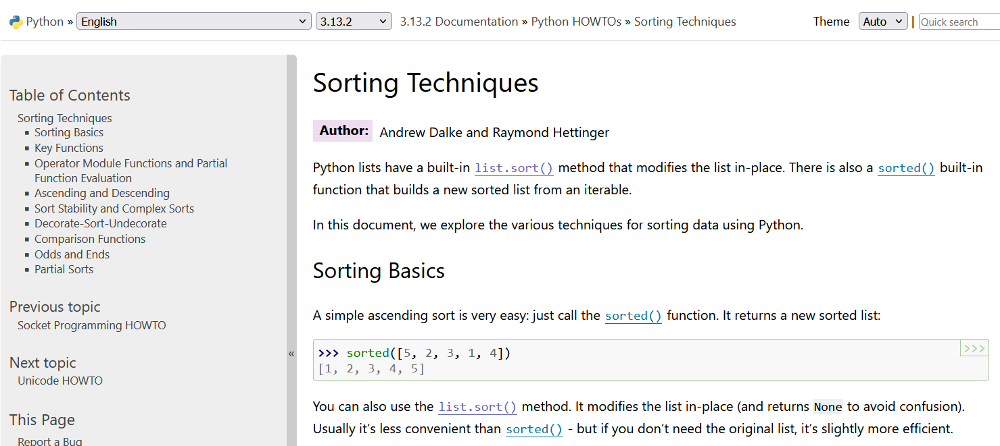 Python » English 3.13.2 3.13.2 Documentation » Python HOWTOs » Sorting Techniques Theme Auto | Quick search
Table of Contents
Sorting Techniques
▪ Sorting Basics
▪ Key Functions
▪ Operator Module Functions and Partial
Function Evaluation
▪ Ascending and Descending
▪ Sort Stability and Complex Sorts
▪ Decorate-Sort-Undecorate
▪ Comparison Functions
▪ Odds and Ends
▪ Partial Sorts
Previous topic
Socket Programming HOWTO
Next topic
Unicode HOWTO
This Page
Report a Bug
«
Sorting Techniques
Author: Andrew Dalke and Raymond Hettinger
Python lists have a built-in list.sort() method that modifies the list in-place. There is also a sorted() built-in
function that builds a new sorted list from an iterable.
In this document, we explore the various techniques for sorting data using Python.
Sorting Basics
A simple ascending sort is very easy: just call the sorted() function. It returns a new sorted list:
>>> sorted([5, 2, 3, 1, 4]) >>>
[1, 2, 3, 4, 5]
You can also use the list.sort() method. It modifies the list in-place (and returns None to avoid confusion).
Usually it’s less convenient than sorted() - but if you don’t need the original list, it’s slightly more efficient.